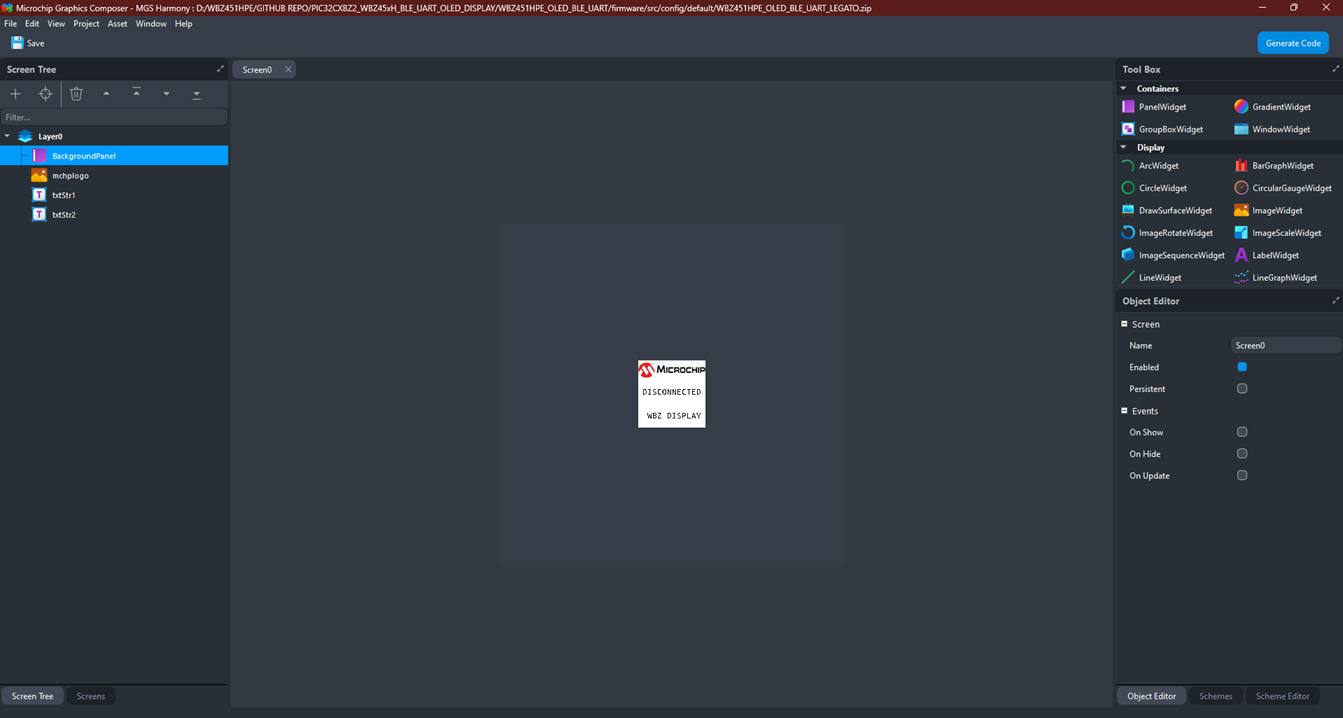 Microchip Graphics Composer - MGS Harmony : D:/WBZ451HPE/GITHUB REPO/PIC32CXBZ2_WBZ45xH_BLE_UART_OLED_DISPLAY/WBZ451HPE_OLED_BLE_UART/firmware/src/config/default/WBZ451HPE_OLED_BLE_UART_LEGATO.zip
File Edit View Project Asset Window Help
Save
Generate Code
Screen Tree
Filter...
Layer0
BackgroundPanel
mchplogo
txtStr1
txtStr2
Screen Tree Screens
Screen0
MICROCHIP
DISCONNECTED
WBZ DISPLAY
Tool Box
Containers
PanelWidget GradientWidget
GroupBoxWidget WindowWidget
Display
ArcWidget BarGraphWidget
CircleWidget CircularGaugeWidget
DrawSurfaceWidget ImageWidget
ImageRotateWidget ImageScaleWidget
ImageSequenceWidget LabelWidget
LineWidget LineGraphWidget
Object Editor
Screen
Name Screen0
Enabled
Persistent
Events
On Show
On Hide
On Update
Object Editor Schemes Scheme Editor